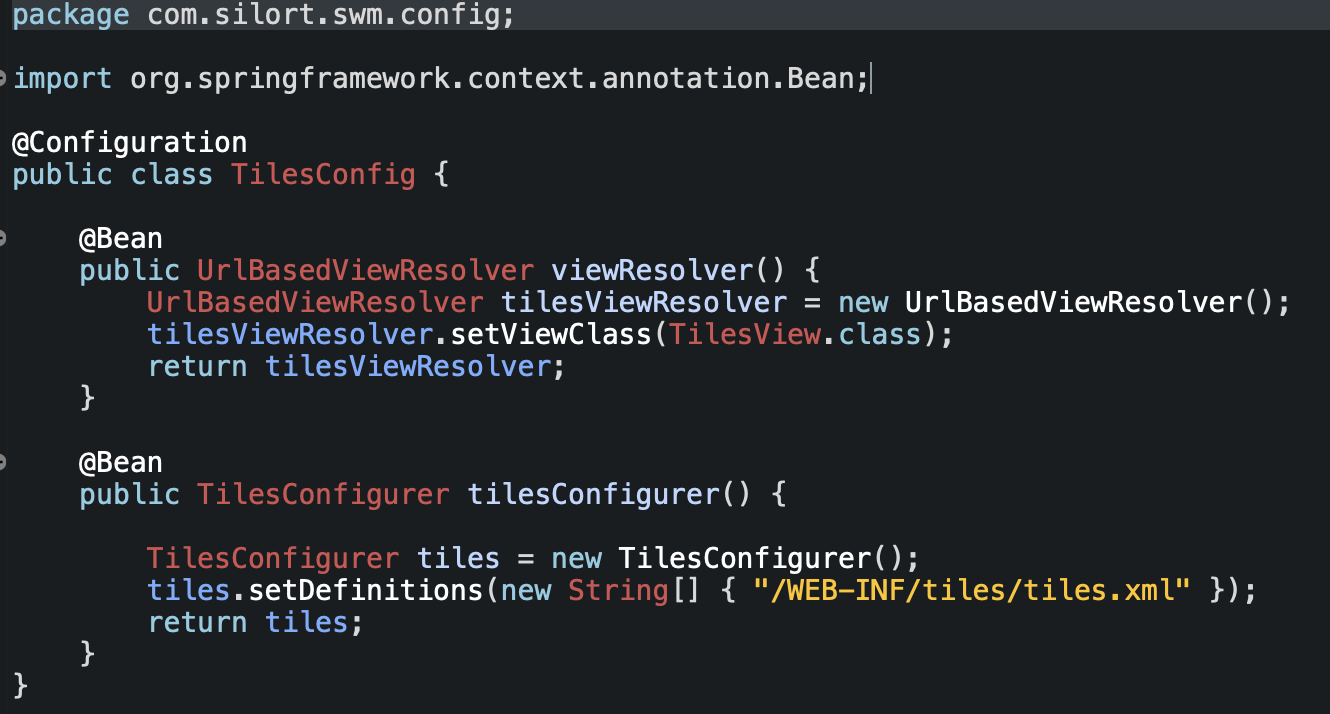 package com.silort.swm.config;
import org.springframework.context.annotation.Bean;
@Configuration
public class TilesConfig {
@Bean
public UrlBasedViewResolver viewResolver() {
UrlBasedViewResolver tilesViewResolver = new UrlBasedViewResolver();
tilesViewResolver.setViewClass(TilesView.class);
return tilesViewResolver;
}
@Bean
public TilesConfigurer tilesConfigurer() {
TilesConfigurer tiles = new TilesConfigurer();
tiles.setDefinitions(new String[] { "/WEB-INF/tiles/tiles.xml" });
return tiles;
}
}